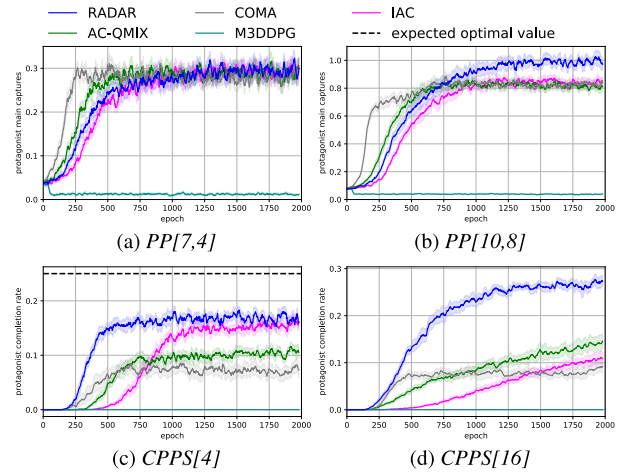 RADAR COMA IAC
AC-QMIX M3DDPG expected optimal value
protagonist main captures
0.3
0.2
0.1
0.0
0 250 500 750 1000 1250 1500 1750 2000
epoch
(a) PP[7,4]
protagonist main captures
1.0
0.8
0.6
0.4
0.2
0.0
0 250 500 750 1000 1250 1500 1750 2000
epoch
(b) PP[10,8]
protagonist completion rate
0.2
0.1
0.0
0 250 500 750 1000 1250 1500 1750 2000
epoch
(c) CPPS[4]
protagonist completion rate
0.3
0.2
0.1
0.0
0 250 500 750 1000 1250 1500 1750 2000
epoch
(d) CPPS[16]